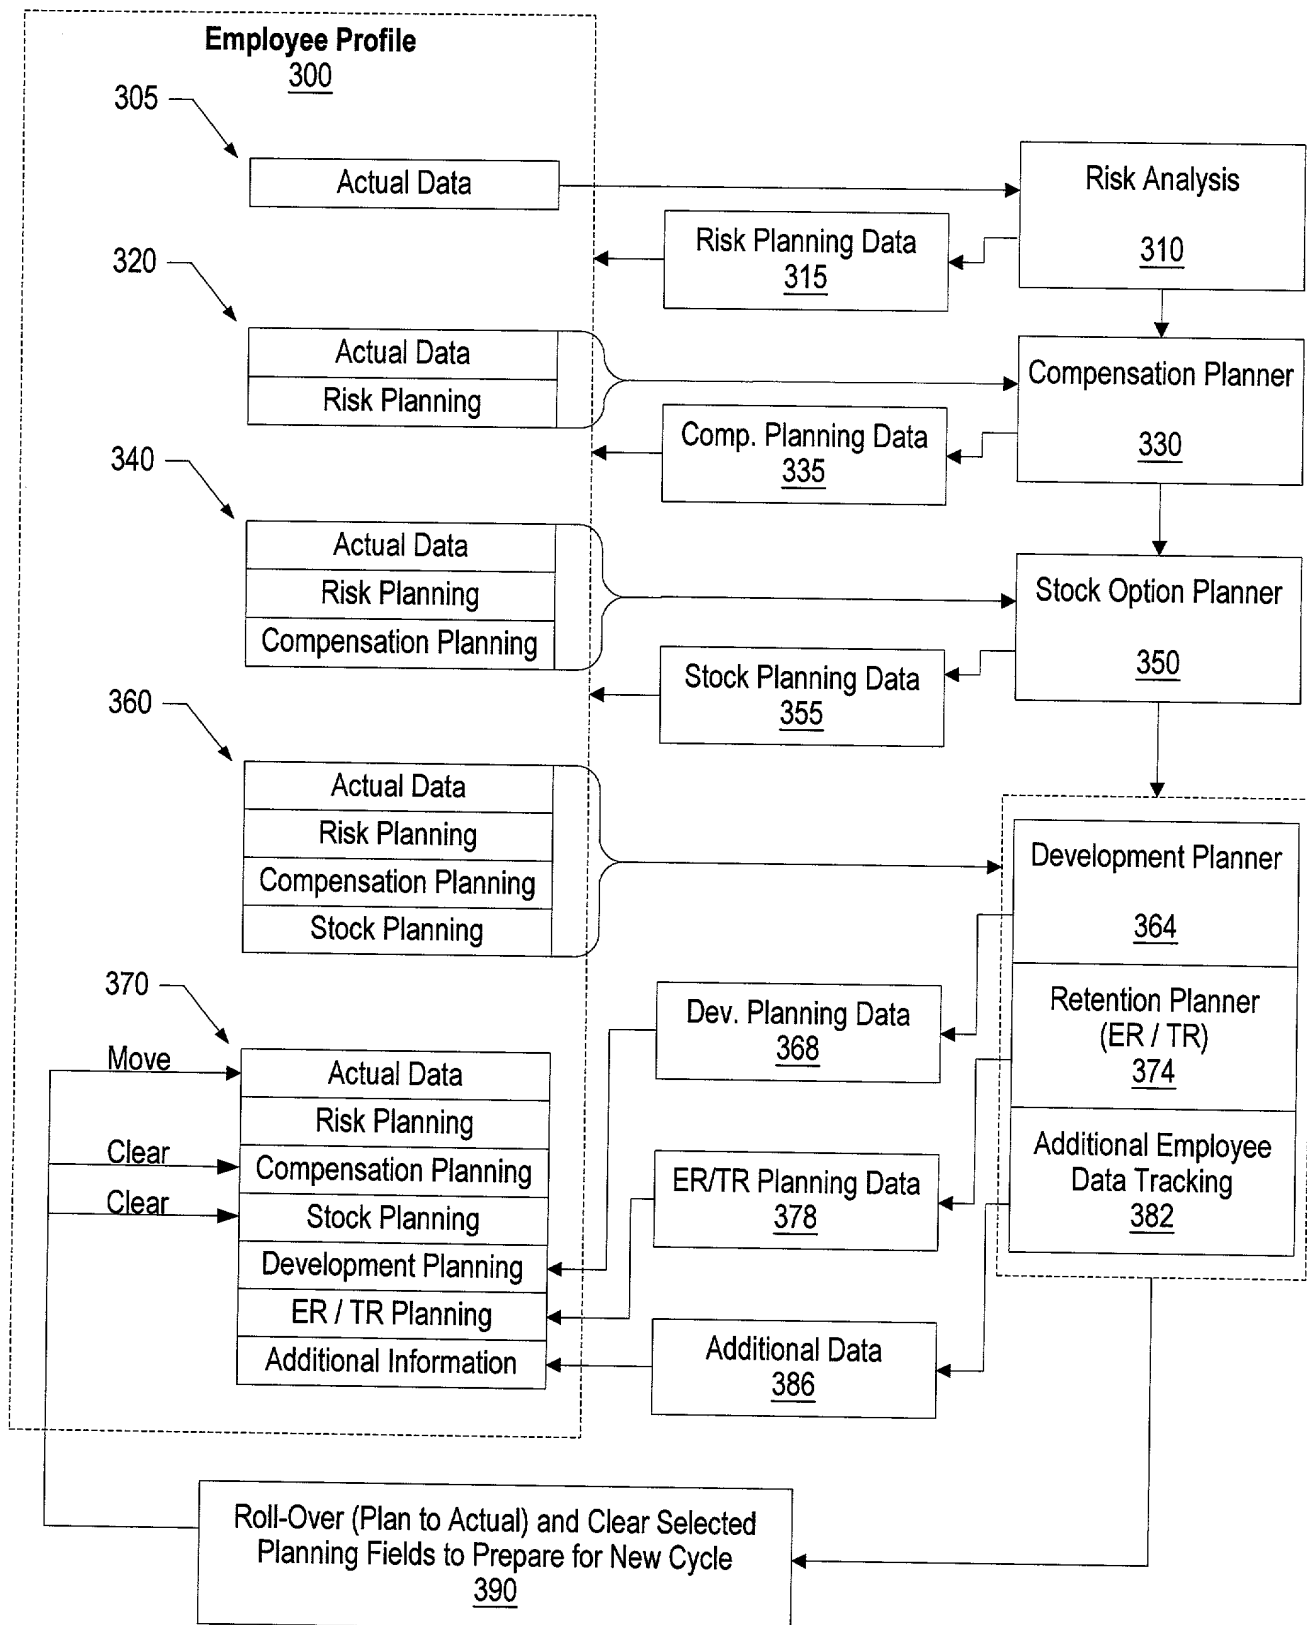 Employee Profile
300
305
Actual Data
Risk Analysis
310
Risk Planning Data
315
320
Actual Data
Risk Planning
Compensation Planner
330
Comp. Planning Data
335
340
Actual Data
Risk Planning
Compensation Planning
Stock Option Planner
350
Stock Planning Data
355
360
Actual Data
Risk Planning
Compensation Planning
Stock Planning
Development Planner
364
Retention Planner
(ER / TR)
374
Additional Employee
Data Tracking
382
Dev. Planning Data
368
370
Move
Actual Data
Risk Planning
Clear
Compensation Planning
Clear
Stock Planning
Development Planning
ER / TR Planning
Additional Information
ER/TR Planning Data
378
Additional Data
386
Roll-Over (Plan to Actual) and Clear Selected
Planning Fields to Prepare for New Cycle
390